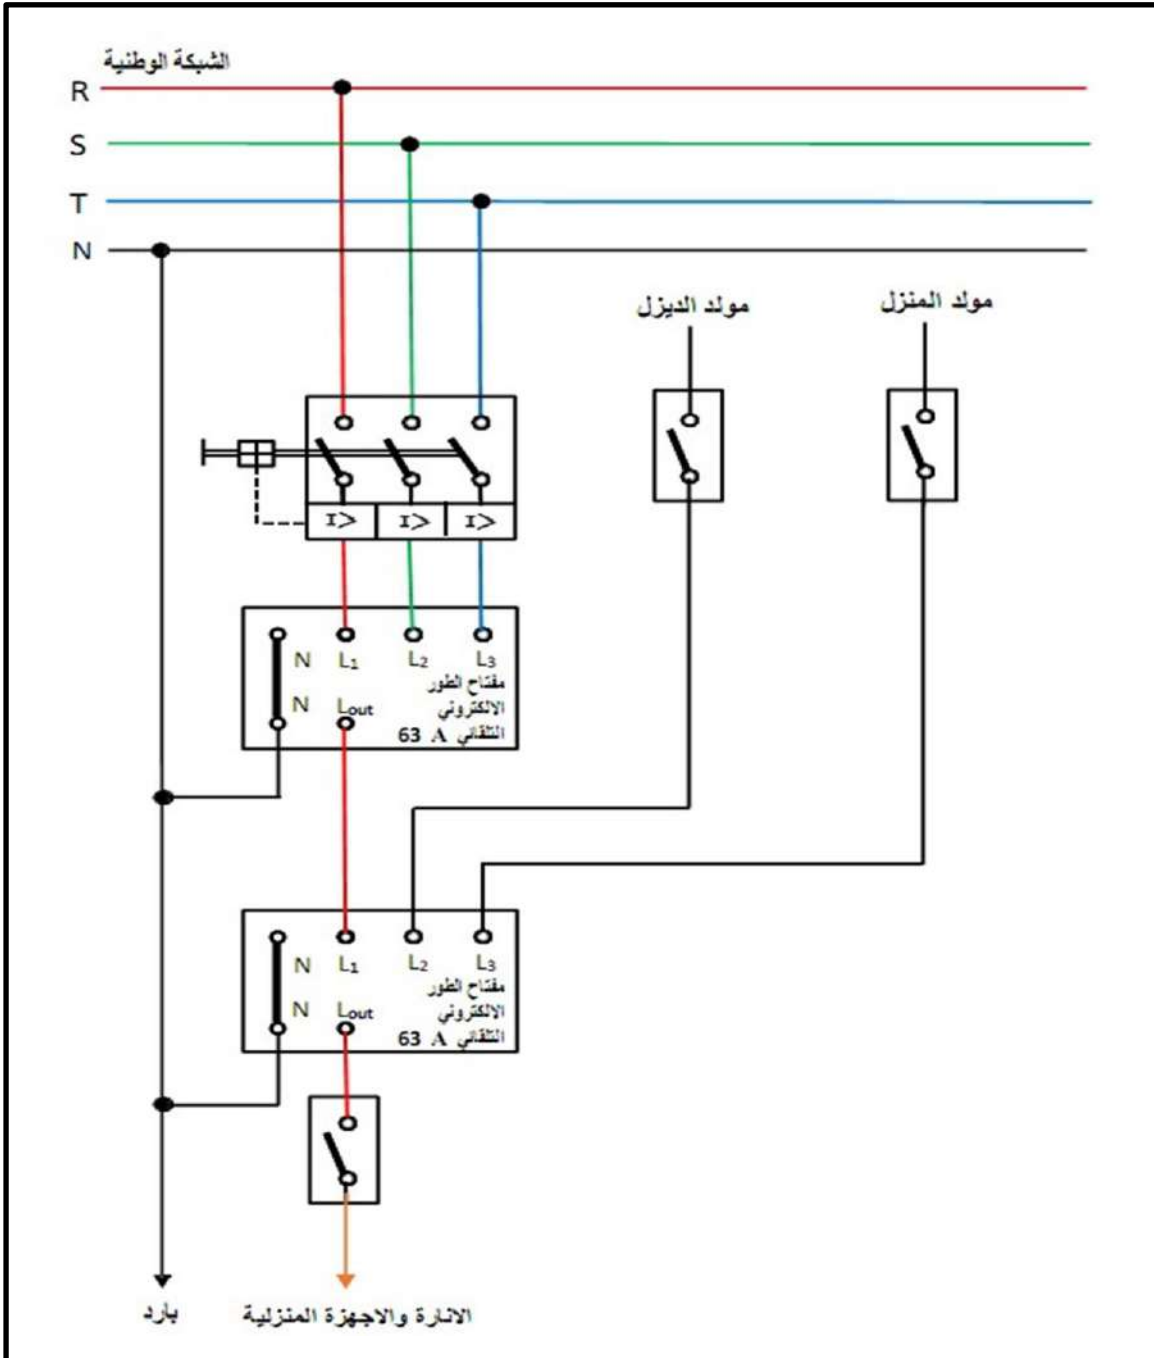 الشبكة الوطنية
R
S
T
N
مولد الديزل
مولد المنزل
I> I> I>
N L₁ L₂ L₃
مفتاح الطور
الالكتروني
N Lout
التلقائي 63 A
N L₁ L₂ L₃
مفتاح الطور
الالكتروني
N Lout
التلقائي 63 A
بارد
الانارة والاجهزة المنزلية